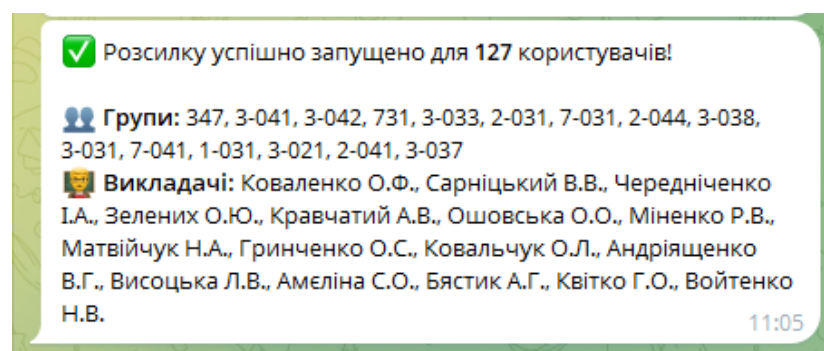 ✅ Розсилку успішно запущено для 127 користувачів!
👥 Групи: 347, 3-041, 3-042, 731, 3-033, 2-031, 7-031, 2-044, 3-038,
3-031, 7-041, 1-031, 3-021, 2-041, 3-037
👨‍🏫 Викладачі: Коваленко О.Ф., Сарніцький В.В., Чередніченко
І.А., Зелених О.Ю., Кравчатий А.В., Ошовська О.О., Міненко Р.В.,
Матвійчук Н.А., Гринченко О.С., Ковальчук О.Л., Андріященко
В.Г., Висоцька Л.В., Амєліна С.О., Бястик А.Г., Квітко Г.О., Войтенко
Н.В.
11:05